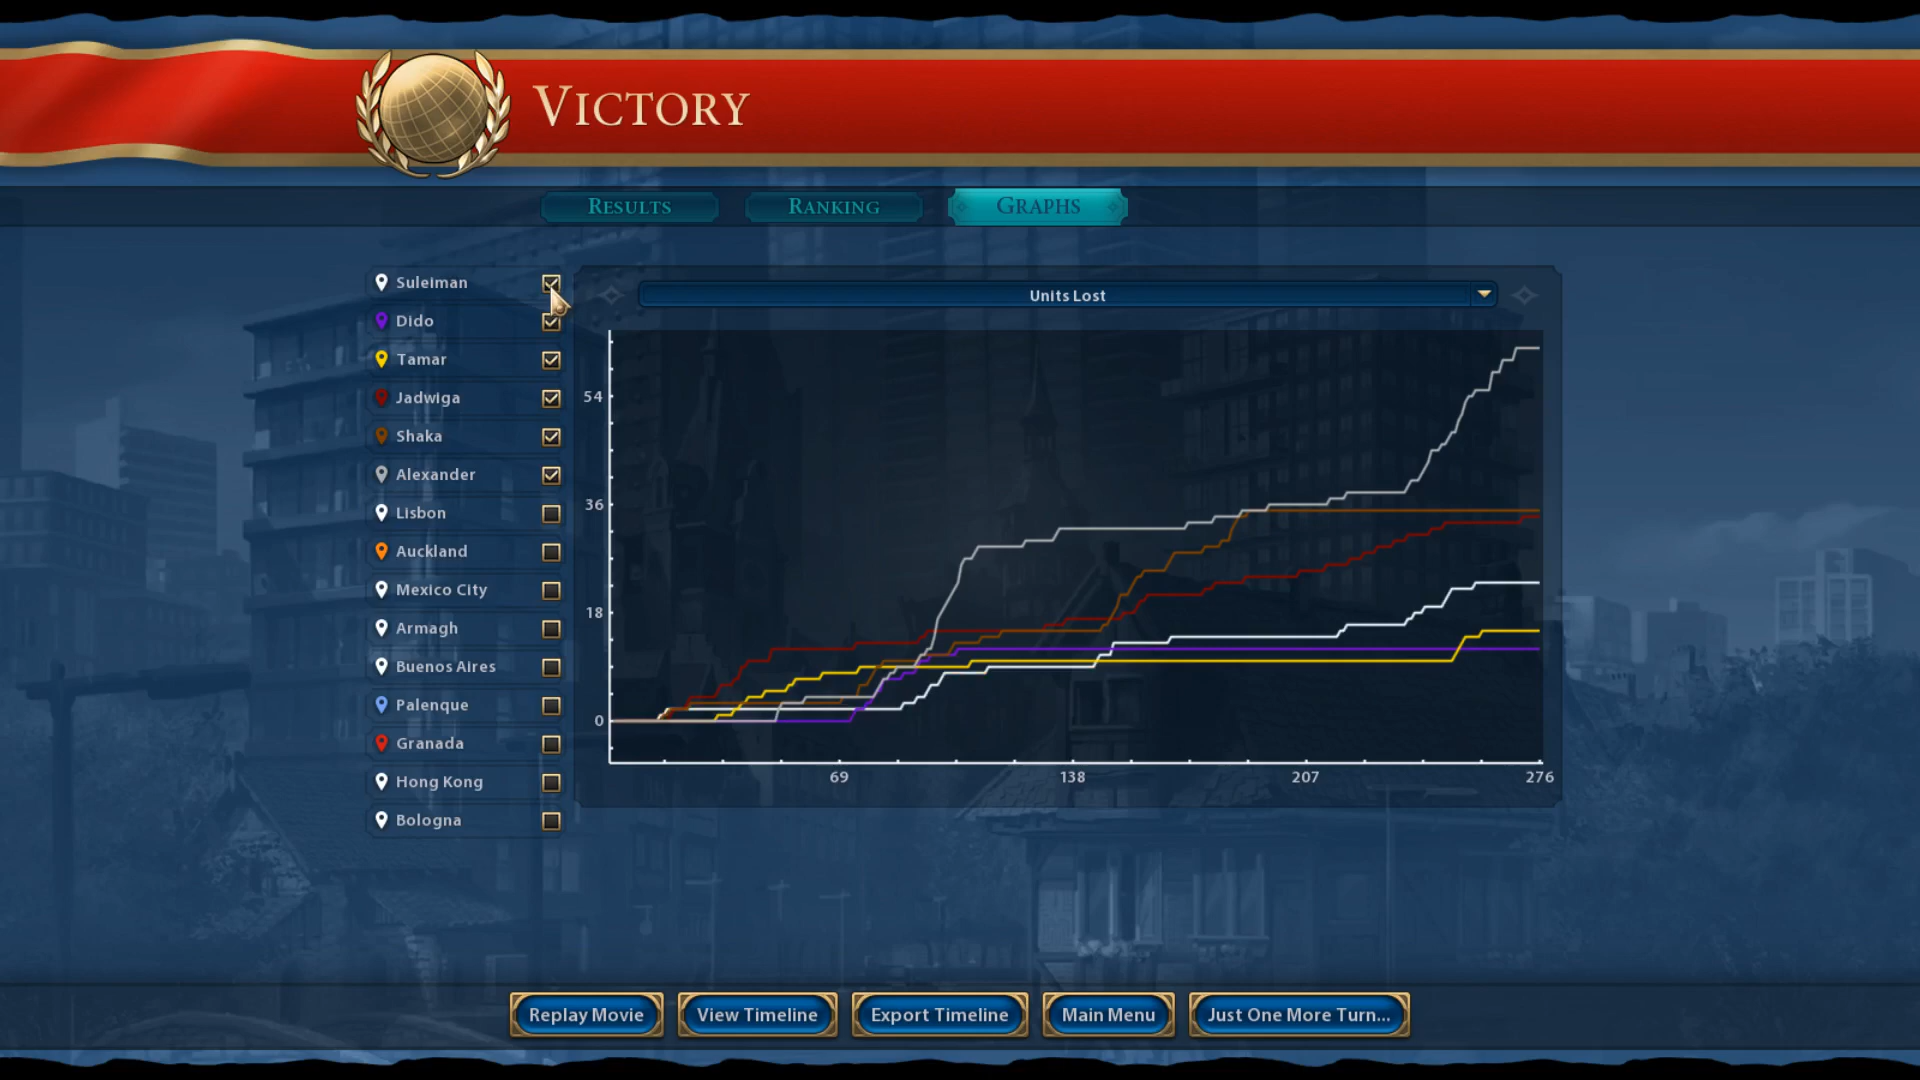 VICTORY
RESULTS
RANKING
GRAPHS
Suleiman
Dido
Tamar
Jadwiga
Shaka
Alexander
Lisbon
Auckland
Mexico City
Armagh
Buenos Aires
Palenque
Granada
Hong Kong
Bologna
Units Lost
54
36
18
0
69 138 207 276
Replay Movie
View Timeline
Export Timeline
Main Menu
Just One More Turn...